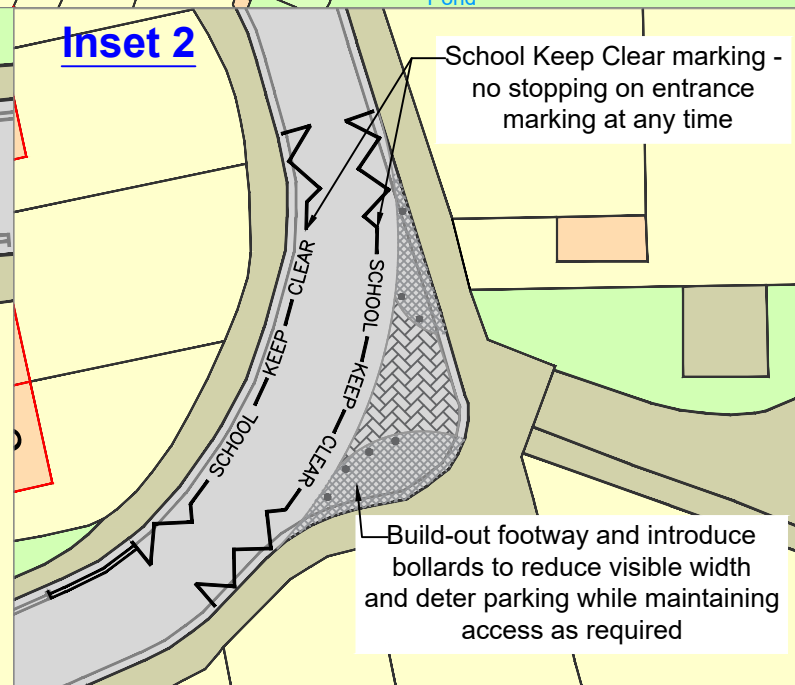 Pond
Inset 2
School Keep Clear marking -
no stopping on entrance
marking at any time
SCHOOL KEEP CLEAR
SCHOOL KEEP CLEAR
Build-out footway and introduce
bollards to reduce visible width
and deter parking while maintaining
access as required